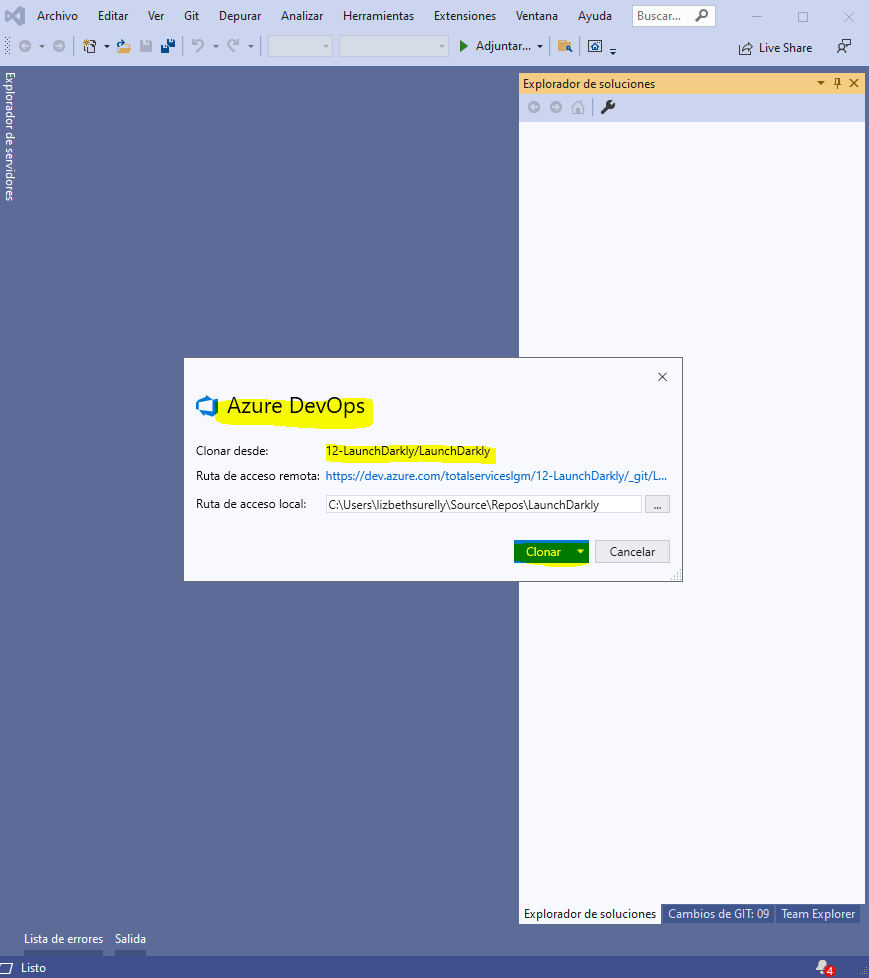 Archivo Editar Ver Git Depurar Analizar Herramientas Extensiones Ventana Ayuda Buscar...
Adjuntar... Live Share
Explorador de servidores
Explorador de soluciones
Azure DevOps
Clonar desde: 12-LaunchDarkly/LaunchDarkly
Ruta de acceso remota: https://dev.azure.com/totalserviceslgm/12-LaunchDarkly/_git/L...
Ruta de acceso local: C:\Users\lizbethsurelly\Source\Repos\LaunchDarkly ...
Clonar Cancelar
Explorador de soluciones Cambios de GIT: 09 Team Explorer
Lista de errores Salida
Listo 4